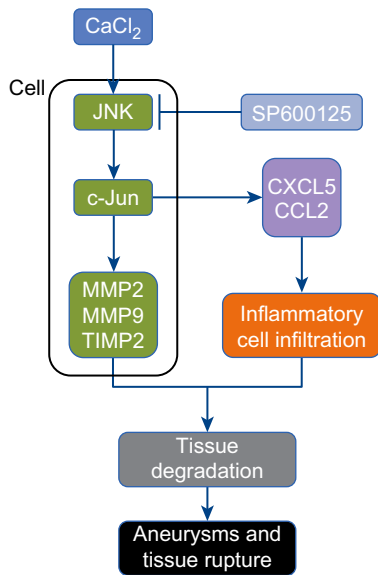 CaCl₂
Cell
JNK
SP600125
c-Jun
CXCL5
CCL2
MMP2
MMP9
TIMP2
Inflammatory
cell infiltration
Tissue
degradation
Aneurysms and
tissue rupture